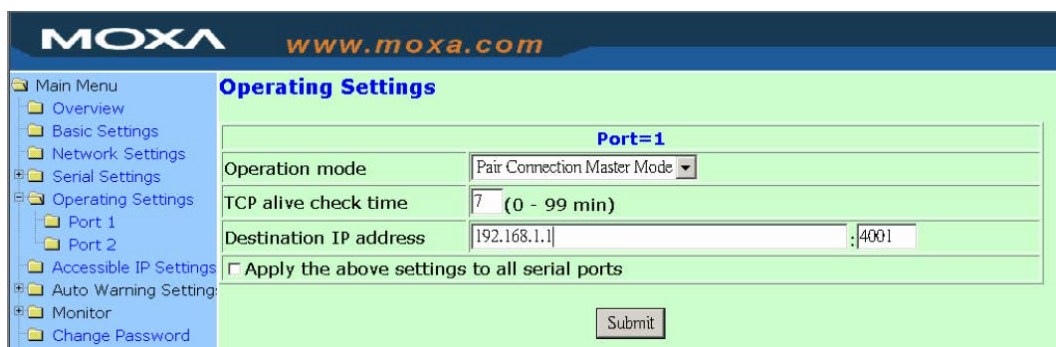 MOXA www.moxa.com
Main Menu
Overview
Basic Settings
Network Settings
Serial Settings
Operating Settings
Port 1
Port 2
Accessible IP Settings
Auto Warning Setting
Monitor
Change Password
Operating Settings
Port=1
Operation mode Pair Connection Master Mode
TCP alive check time 7 (0 - 99 min)
Destination IP address 192.168.1.1 :4001
Apply the above settings to all serial ports
Submit